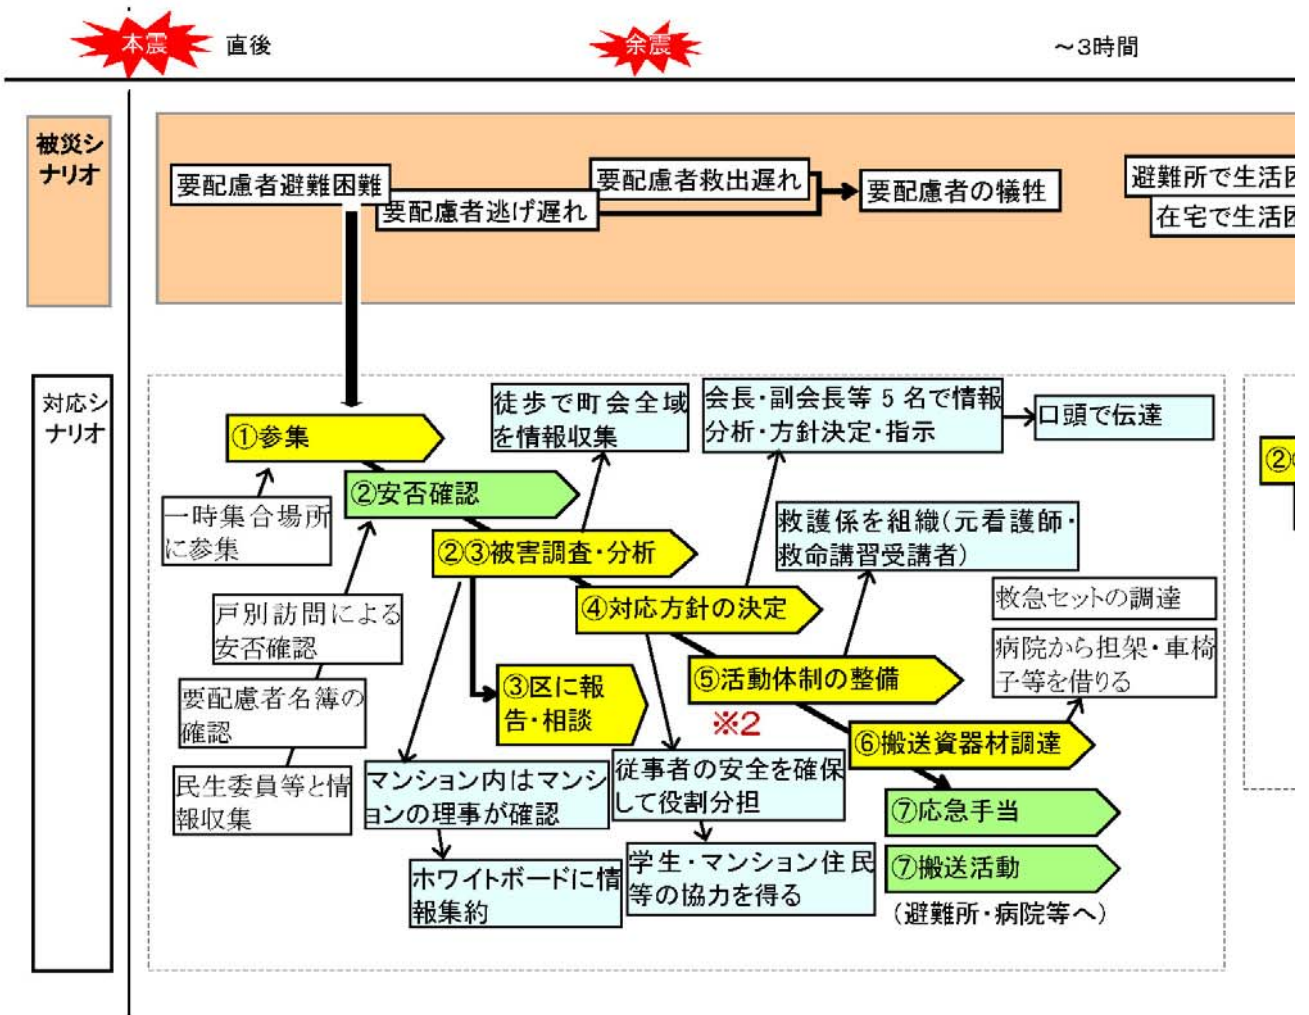 本震
直後
余震
～3時間
被災シ
ナリオ
要配慮者避難困難
要配慮者逃げ遅れ
要配慮者救出遅れ
要配慮者の犠牲
避難所で生活困
在宅で生活困
対応シ
ナリオ
①参集
一時集合場所
に参集
②安否確認
戸別訪問による
安否確認
要配慮者名簿の
確認
民生委員等と情
報収集
②③被害調査・分析
徒歩で町会全域
を情報収集
③区に報
告・相談
マンション内はマンシ
ョンの理事が確認
ホワイトボードに情
報集約
④対応方針の決定
会長・副会長等 5 名で情報
分析・方針決定・指示
口頭で伝達
従事者の安全を確保
して役割分担
学生・マンション住民
等の協力を得る
⑤活動体制の整備
※2
救護係を組織(元看護師・
救命講習受講者)
⑥搬送資器材調達
救急セットの調達
病院から担架・車椅
子等を借りる
⑦応急手当
⑦搬送活動
(避難所・病院等へ)
②